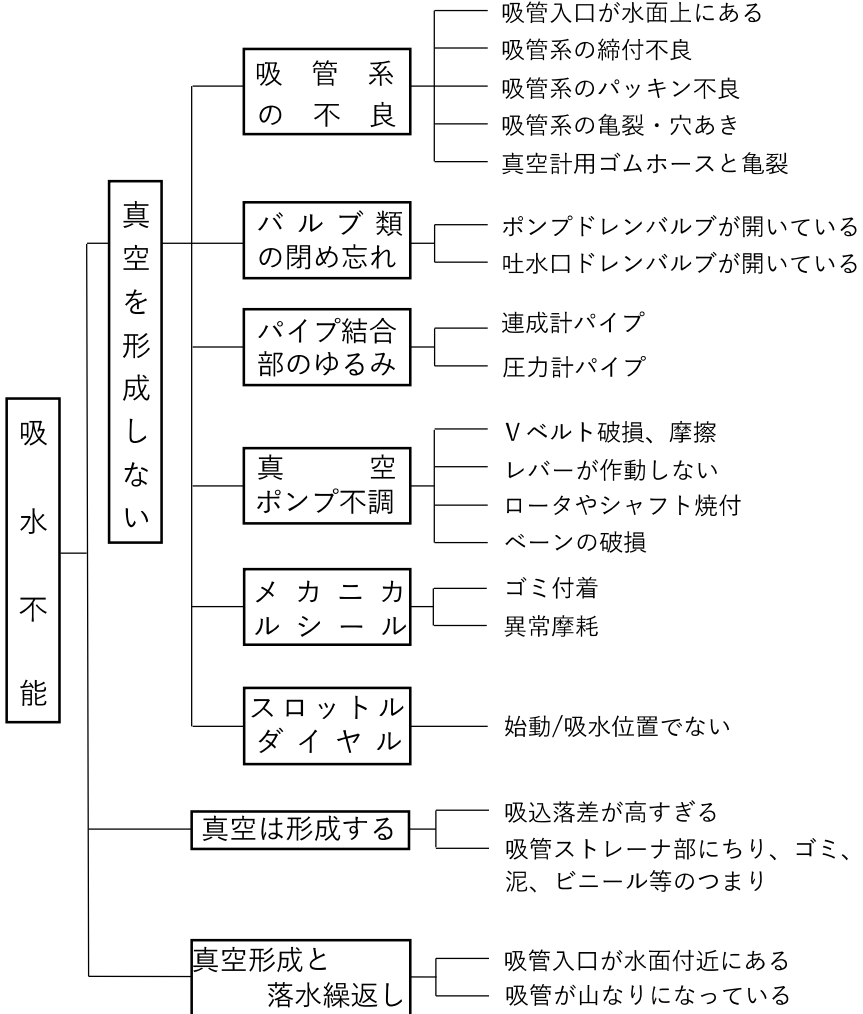 吸水不能
真空を形成しない
吸管系
の不良
吸管入口が水面上にある
吸管系の締付不良
吸管系のパッキン不良
吸管系の亀裂・穴あき
真空計用ゴムホースと亀裂
バルブ類
の閉め忘れ
ポンプドレンバルブが開いている
吐水口ドレンバルブが開いている
パイプ結合
部のゆるみ
連成計パイプ
圧力計パイプ
真空
ポンプ不調
Vベルト破損、摩擦
レバーが作動しない
ロータやシャフト焼付
ベーンの破損
メカニカ
ルシール
ゴミ付着
異常摩耗
スロットル
ダイヤル
始動/吸水位置でない
真空は形成する
吸込落差が高すぎる
吸管ストレーナ部にちり、ゴミ、
泥、ビニール等のつまり
真空形成と
落水繰返し
吸管入口が水面付近にある
吸管が山なりになっている